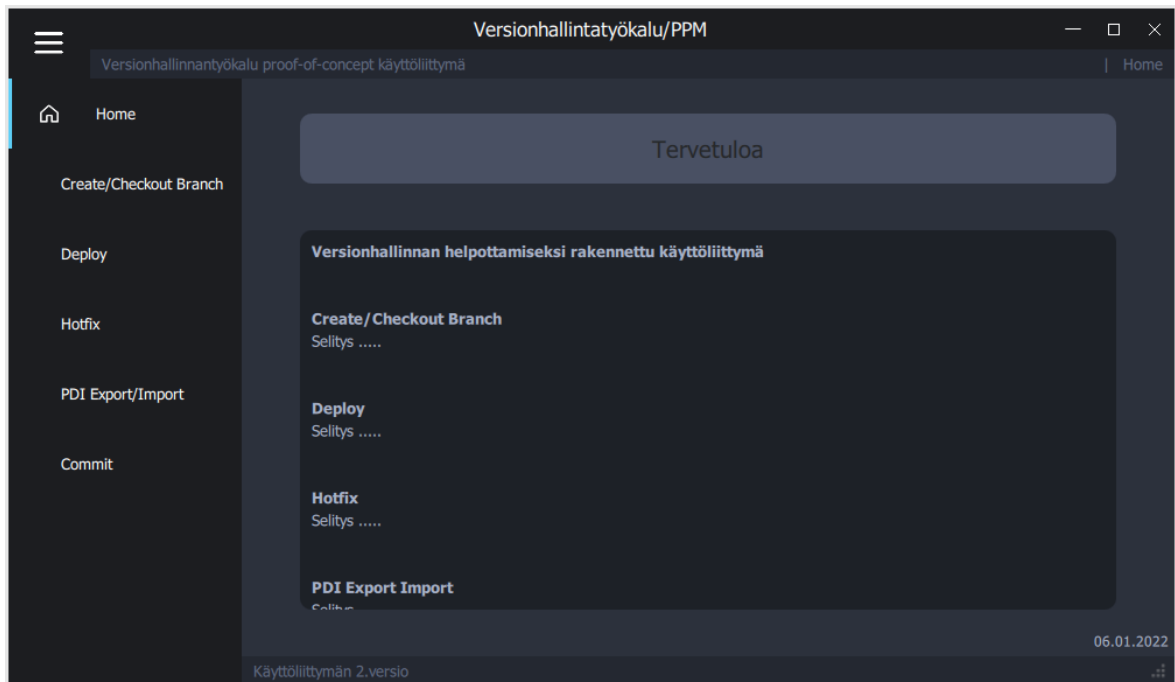 Versionhallintatyökalu/PPM
Versionhallinnantyökalu proof-of-concept käyttöliittymä
| Home
Home
Create/Checkout Branch
Deploy
Hotfix
PDI Export/Import
Commit
Tervetuloa
Versionhallinnan helpottamiseksi rakennettu käyttöliittymä
Create/Checkout Branch
Selitys .....
Deploy
Selitys .....
Hotfix
Selitys .....
PDI Export Import
Selitys
06.01.2022
Käyttöliittymän 2.versio